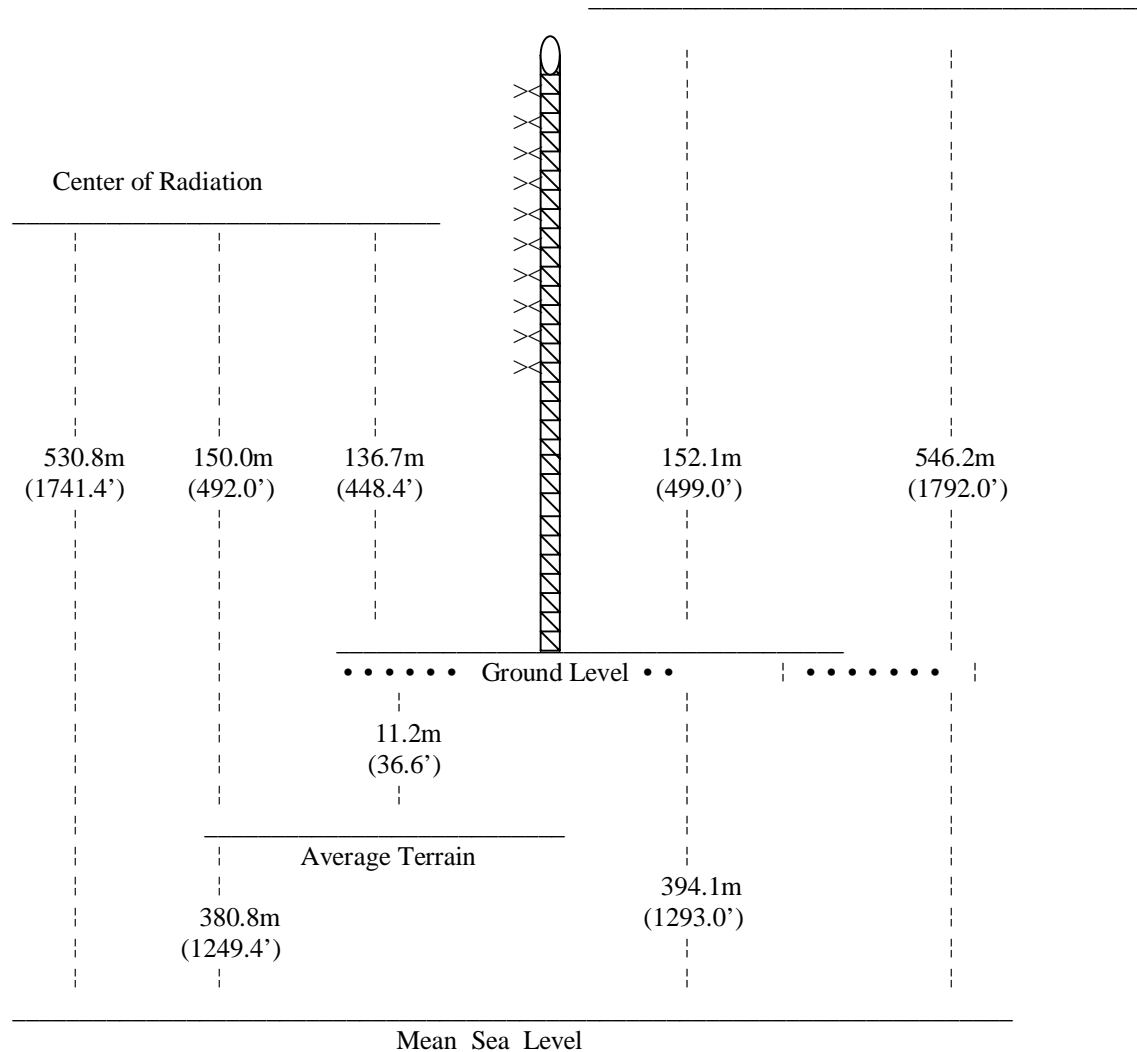 Center of Radiation
530.8m 150.0m 136.7m 152.1m 546.2m
(1741.4’) (492.0’) (448.4’) (499.0’) (1792.0’)
• • • • • • Ground Level • • ¦ • • • • • • • ¦
11.2m
(36.6’)
Average Terrain
394.1m
380.8m (1293.0’)
(1249.4’)
Mean Sea Level